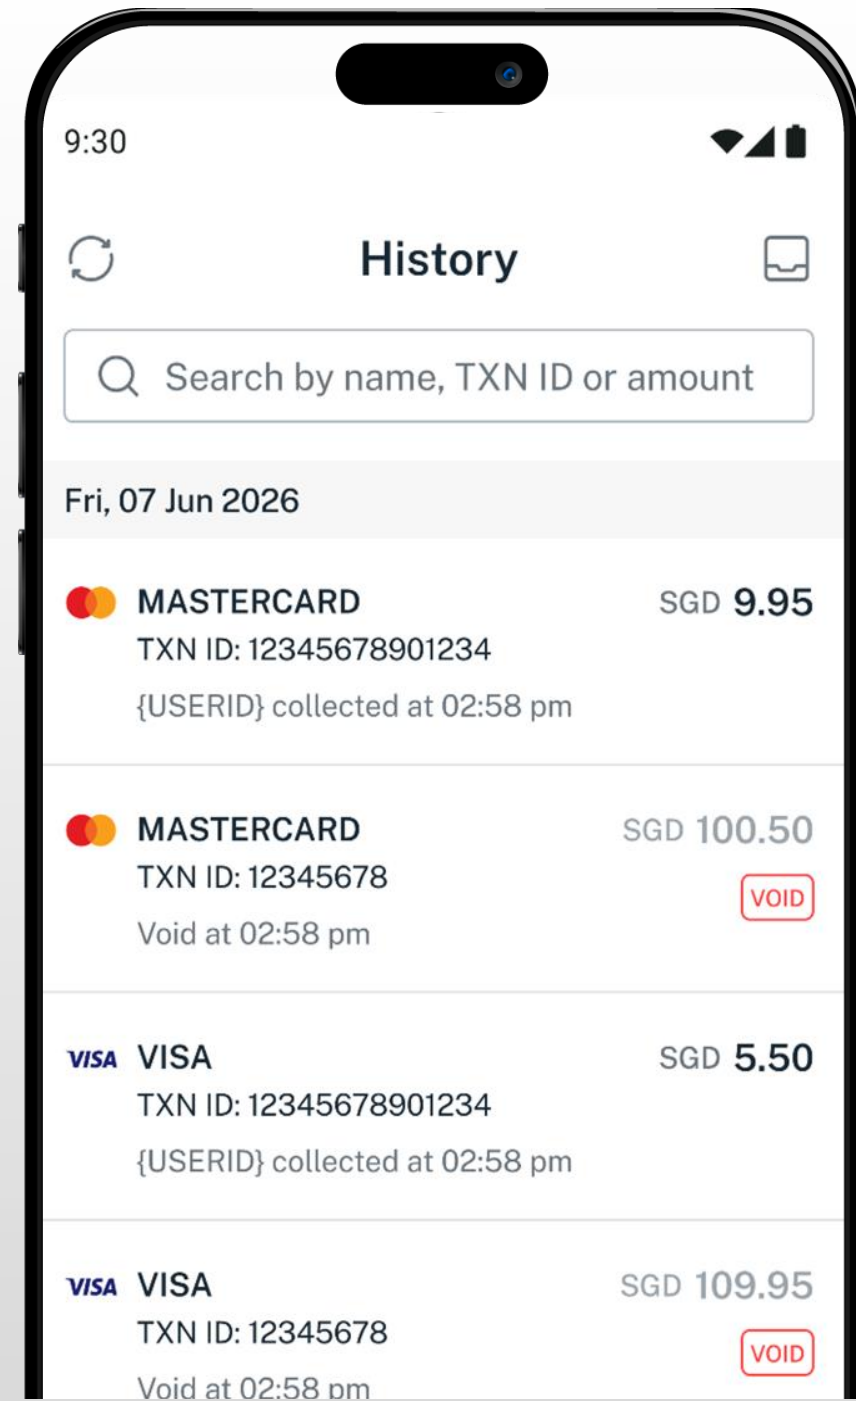 9:30
History
Search by name, TXN ID or amount
Fri, 07 Jun 2026
MASTERCARD SGD 9.95
TXN ID: 12345678901234
{USERID} collected at 02:58 pm
MASTERCARD SGD 100.50
TXN ID: 12345678
VOID
Void at 02:58 pm
VISA VISA SGD 5.50
TXN ID: 12345678901234
{USERID} collected at 02:58 pm
VISA VISA SGD 109.95
TXN ID: 12345678
VOID
Void at 02:58 pm